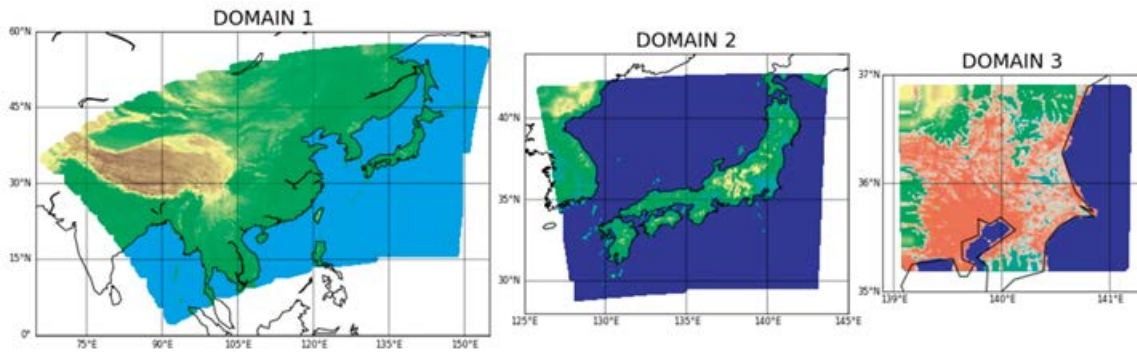 DOMAIN 1
60°N
45°N
30°N
15°N
0°
75°E
90°E
105°E
120°E
135°E
150°E
DOMAIN 2
40°N
35°N
30°N
125°E
130°E
135°E
140°E
145°E
DOMAIN 3
37°N
36°N
35°N
139°E
140°E
141°E